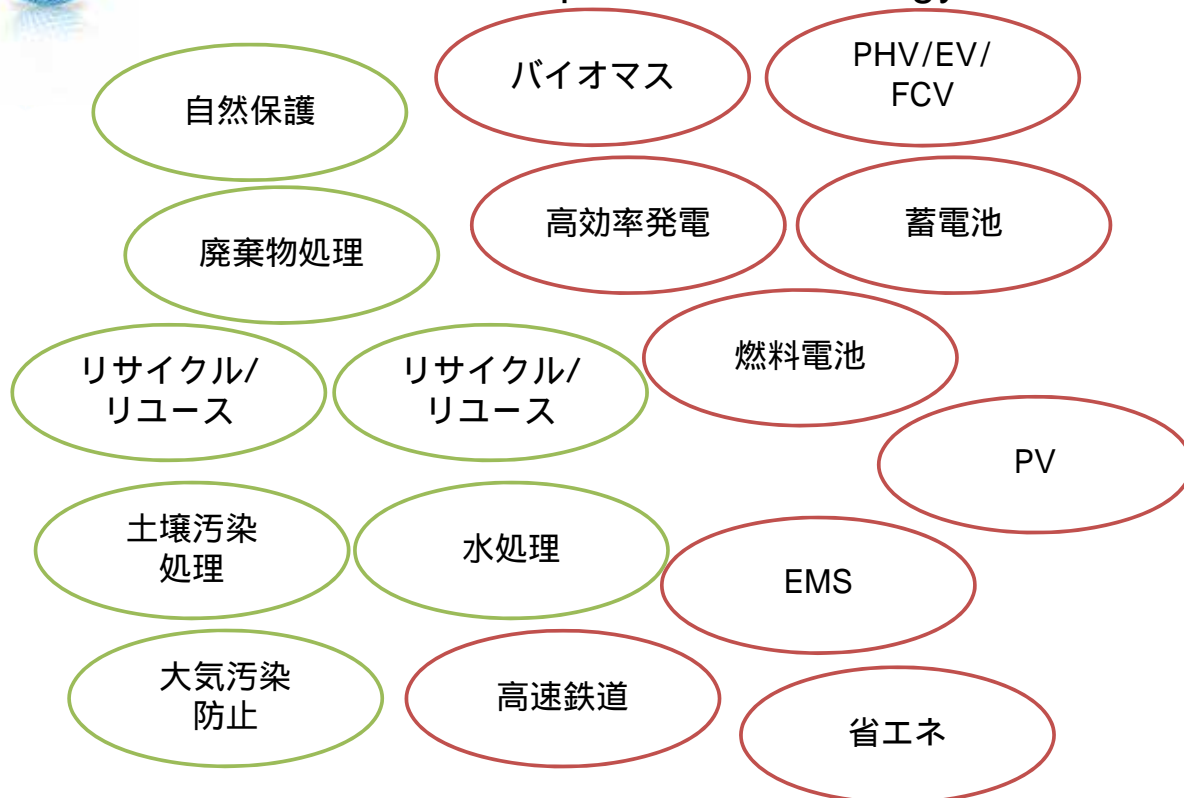 バイオマス
PHV/EV/
FCV
自然保護
高効率発電
蓄電池
廃棄物処理
燃料電池
リサイクル/
リユース
リサイクル/
リユース
PV
土壌汚染
処理
水処理
EMS
大気汚染
防止
高速鉄道
省エネ